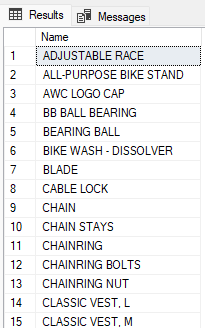 Results Messages
Name
1 ADJUSTABLE RACE
2 ALL-PURPOSE BIKE STAND
3 AWC LOGO CAP
4 BB BALL BEARING
5 BEARING BALL
6 BIKE WASH - DISSOLVER
7 BLADE
8 CABLE LOCK
9 CHAIN
10 CHAIN STAYS
11 CHAINRING
12 CHAINRING BOLTS
13 CHAINRING NUT
14 CLASSIC VEST, L
15 CLASSIC VEST, M